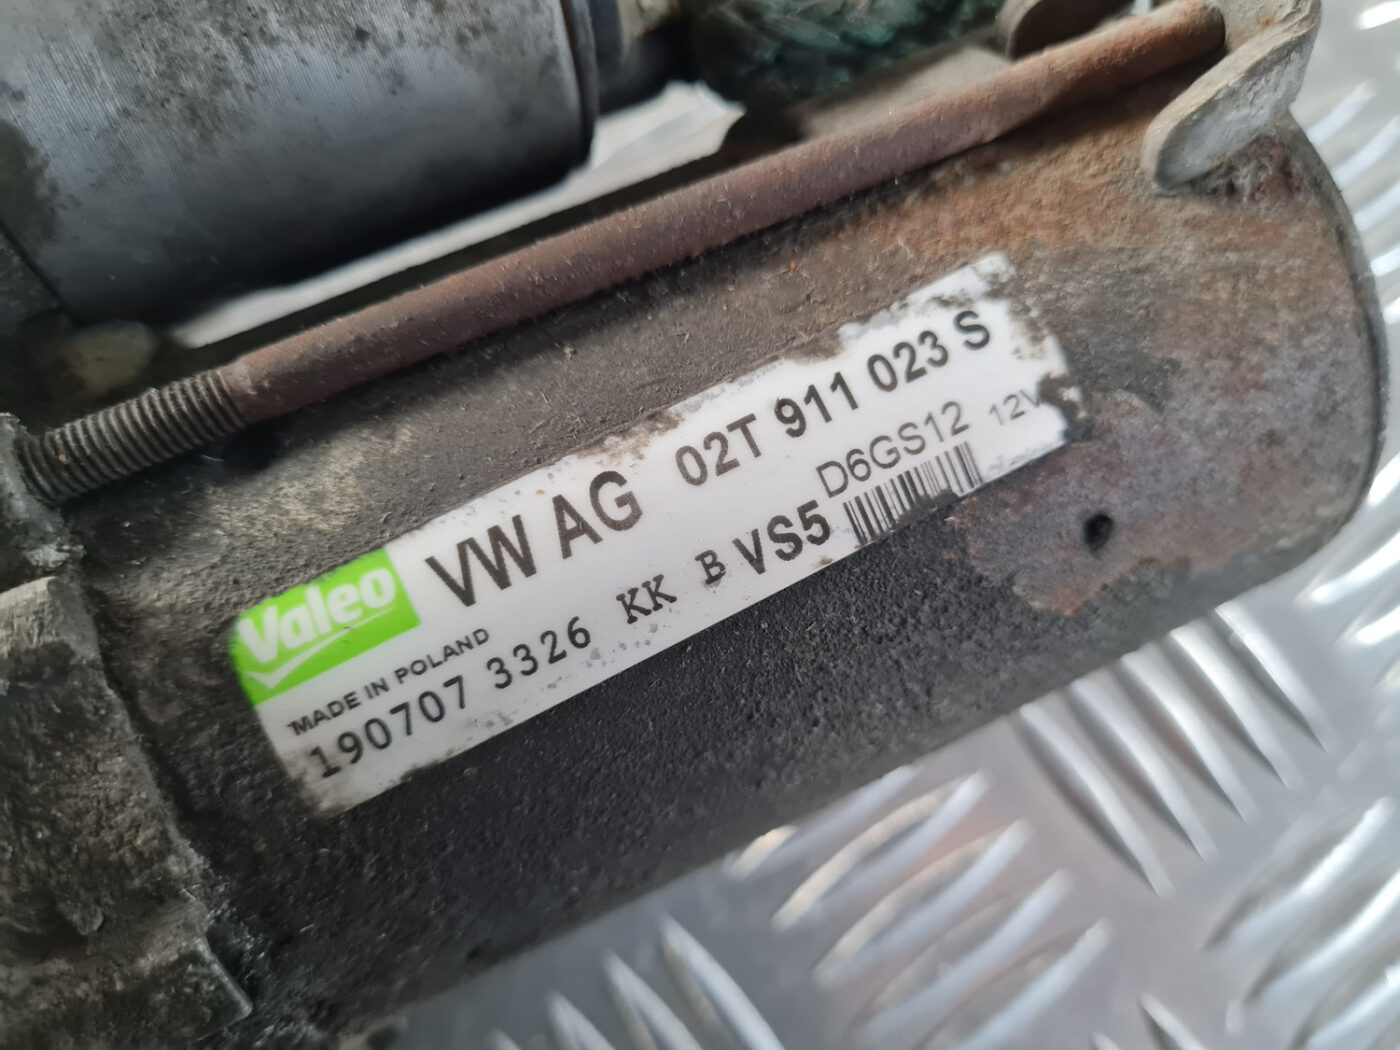 Valeo
VW AG 02T 911 023 S
MADE IN POLAND
D6GS12 12V
190707 3326 KK B VS5